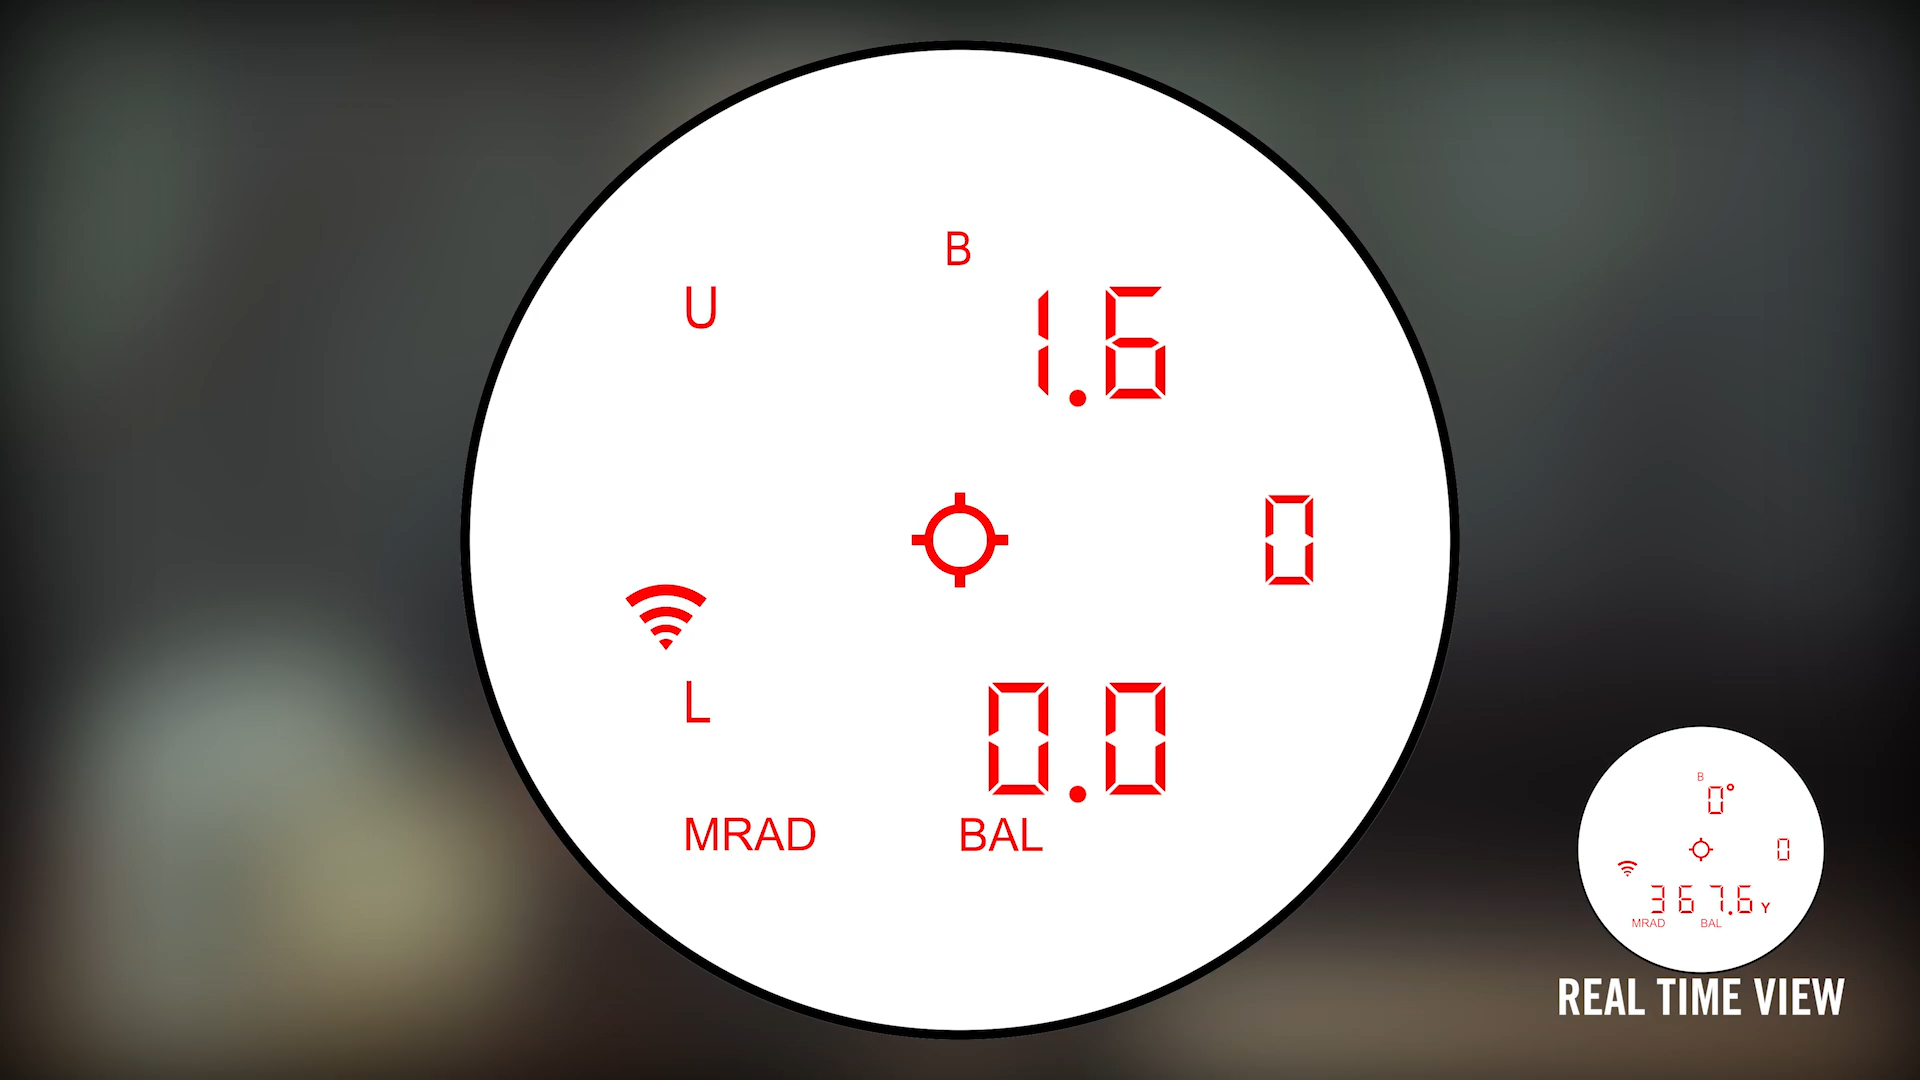 B
U 1.6
0
L 0.0
MRAD BAL
B
0°
0
367.6 Y
MRAD BAL
REAL TIME VIEW